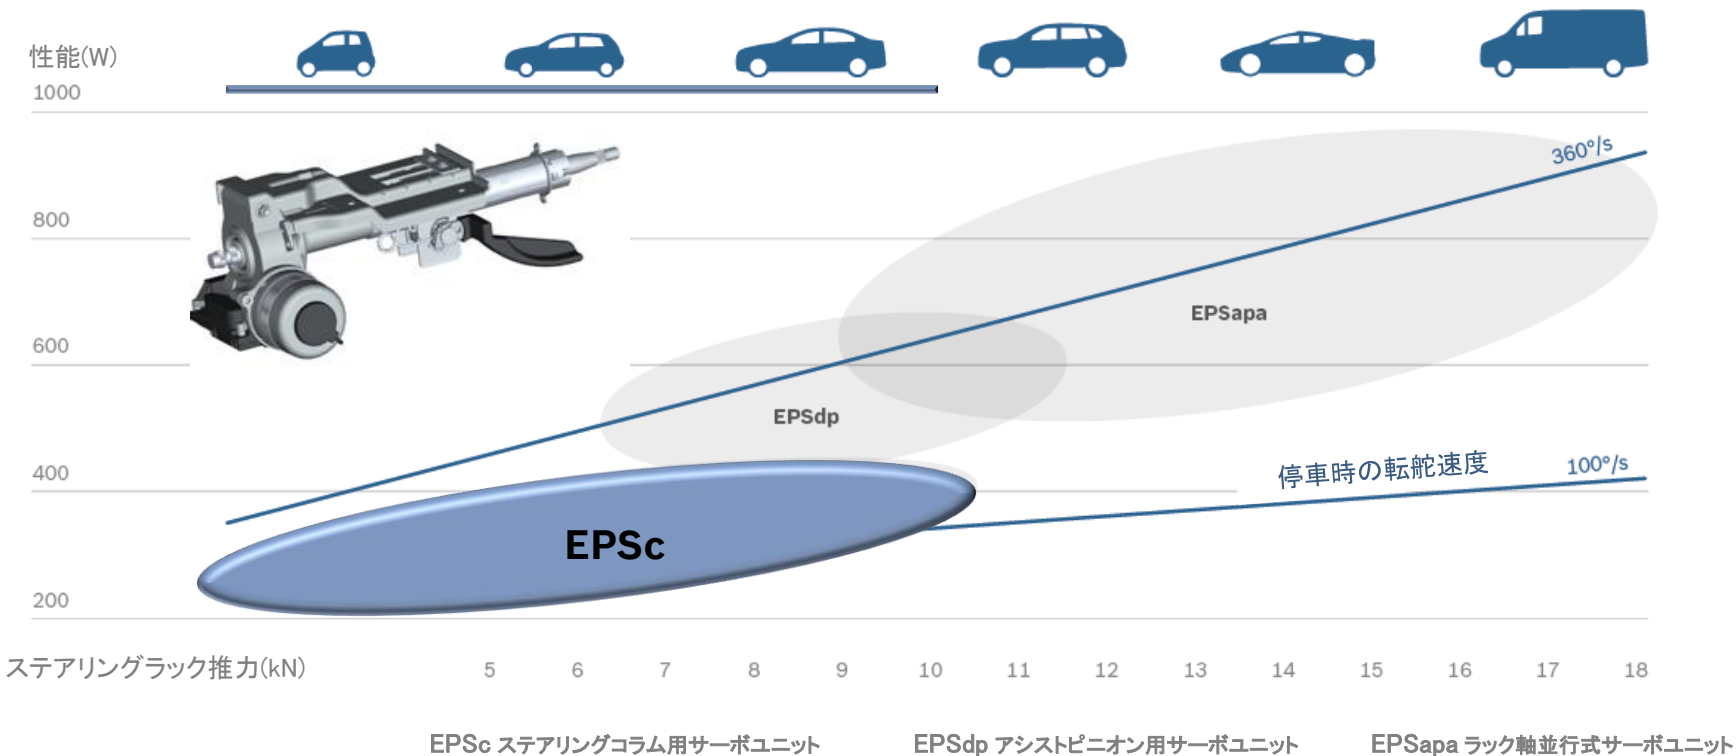 性能(W)
1000
800
600
400
200
360°/s
EPSapa
EPSdp
停車時の転舵速度 100°/s
EPSc
ステアリングラック推力(kN) 5 6 7 8 9 10 11 12 13 14 15 16 17 18
EPSc ステアリングコラム用サーボユニット EPSdp アシストピニオン用サーボユニット EPSapa ラック軸並行式サーボユニット